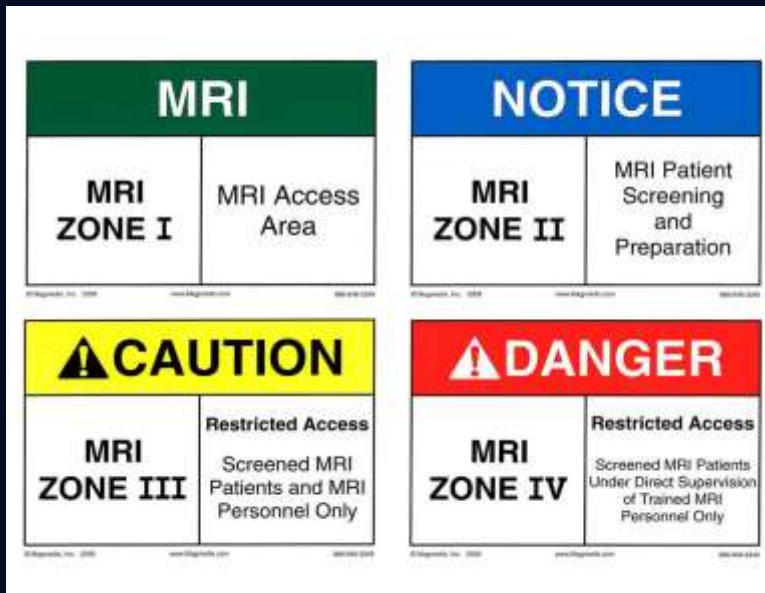 MRI
MRI
ZONE I
MRI Access
Area
NOTICE
MRI
ZONE II
MRI Patient
Screening
and
Preparation
CAUTION
MRI
ZONE III
Restricted Access
Screened MRI
Patients and MRI
Personnel Only
DANGER
MRI
ZONE IV
Restricted Access
Screened MRI Patients
Under Direct Supervision
of Trained MRI
Personnel Only